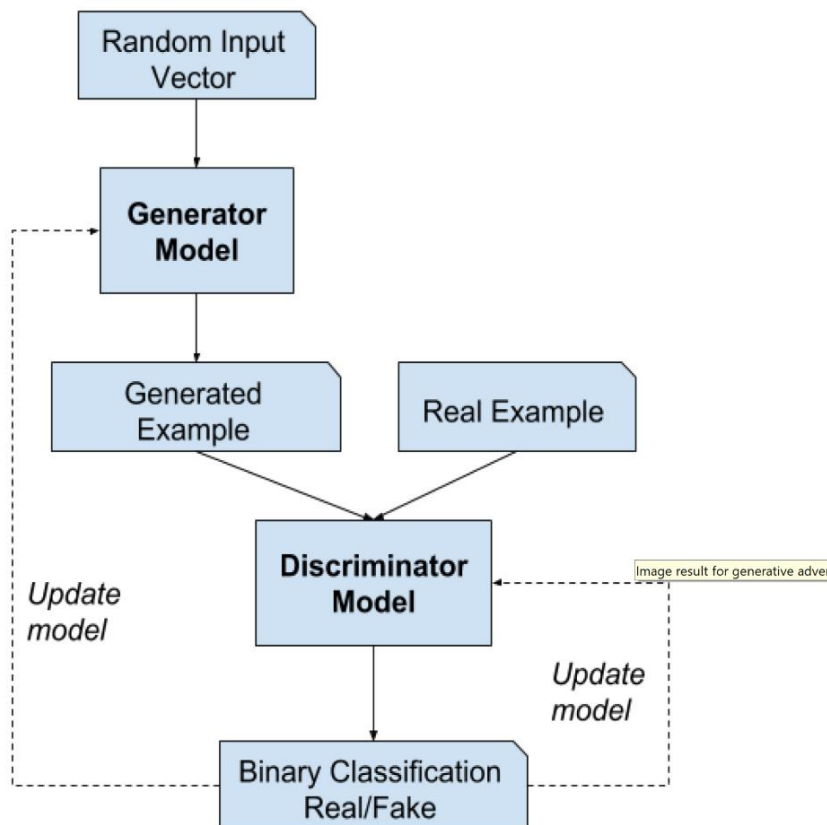 Random Input
Vector
Generator
Model
Generated
Example
Real Example
Discriminator
Model
Image result for generative adver
Update
model
Update
model
Binary Classification
Real/Fake